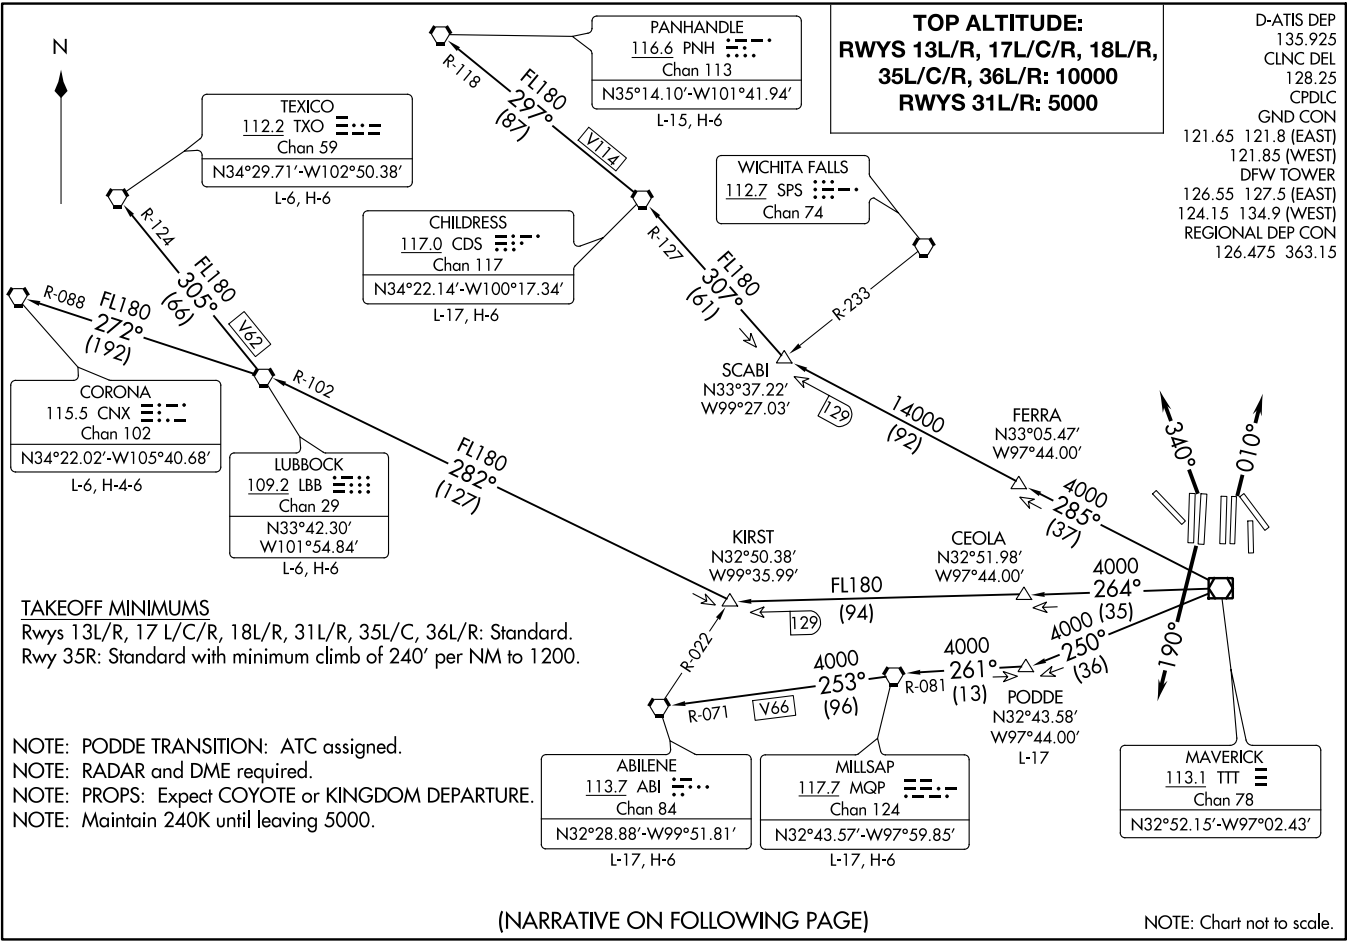 N
PANHANDLE
116.6 PNH
Chan 113
N35°14.10′-W101°41.94′
L-15, H-6
TOP ALTITUDE:
RWYS 13L/R, 17L/C/R, 18L/R,
35L/C/R, 36L/R: 10000
RWYS 31L/R: 5000
D-ATIS DEP
135.925
CLNC DEL
128.25
CPDLC
GND CON
121.65 121.8 (EAST)
121.85 (WEST)
DFW TOWER
126.55 127.5 (EAST)
124.15 134.9 (WEST)
REGIONAL DEP CON
126.475 363.15
R-118
FL180
297°
(87)
V114
TEXICO
112.2 TXO
Chan 59
N34°29.71′-W102°50.38′
L-6, H-6
WICHITA FALLS
112.7 SPS
Chan 74
CHILDRESS
117.0 CDS
Chan 117
N34°22.14′-W100°17.34′
L-17, H-6
R-124
FL180
305°
(66)
V62
R-127
FL180
307°
(61)
R-233
R-088
FL180
272°
(192)
CORONA
115.5 CNX
Chan 102
N34°22.02′-W105°40.68′
L-6, H-4-6
R-102
LUBBOCK
109.2 LBB
Chan 29
N33°42.30′
W101°54.84′
L-6, H-6
FL180
282°
(127)
SCABI
N33°37.22′
W99°27.03′
129
14000
(92)
FERRA
N33°05.47′
W97°44.00′
4000
285°
(37)
340°
010°
190°
KIRST
N32°50.38′
W99°35.99′
129
FL180
(94)
CEOLA
N32°51.98′
W97°44.00′
4000
264°
(35)
4000
250°
(36)
TAKEOFF MINIMUMS
Rwys 13L/R, 17 L/C/R, 18L/R, 31L/R, 35L/C, 36L/R: Standard.
Rwy 35R: Standard with minimum climb of 240′ per NM to 1200.
R-022
R-071
V66
4000
253°
(96)
R-081
4000
261°
(13)
PODDE
N32°43.58′
W97°44.00′
L-17
NOTE: PODDE TRANSITION: ATC assigned.
NOTE: RADAR and DME required.
NOTE: PROPS: Expect COYOTE or KINGDOM DEPARTURE.
NOTE: Maintain 240K until leaving 5000.
ABILENE
113.7 ABI
Chan 84
N32°28.88′-W99°51.81′
L-17, H-6
MILLSAP
117.7 MQP
Chan 124
N32°43.57′-W97°59.85′
L-17, H-6
MAVERICK
113.1 TTT
Chan 78
N32°52.15′-W97°02.43′
(NARRATIVE ON FOLLOWING PAGE)
NOTE: Chart not to scale.